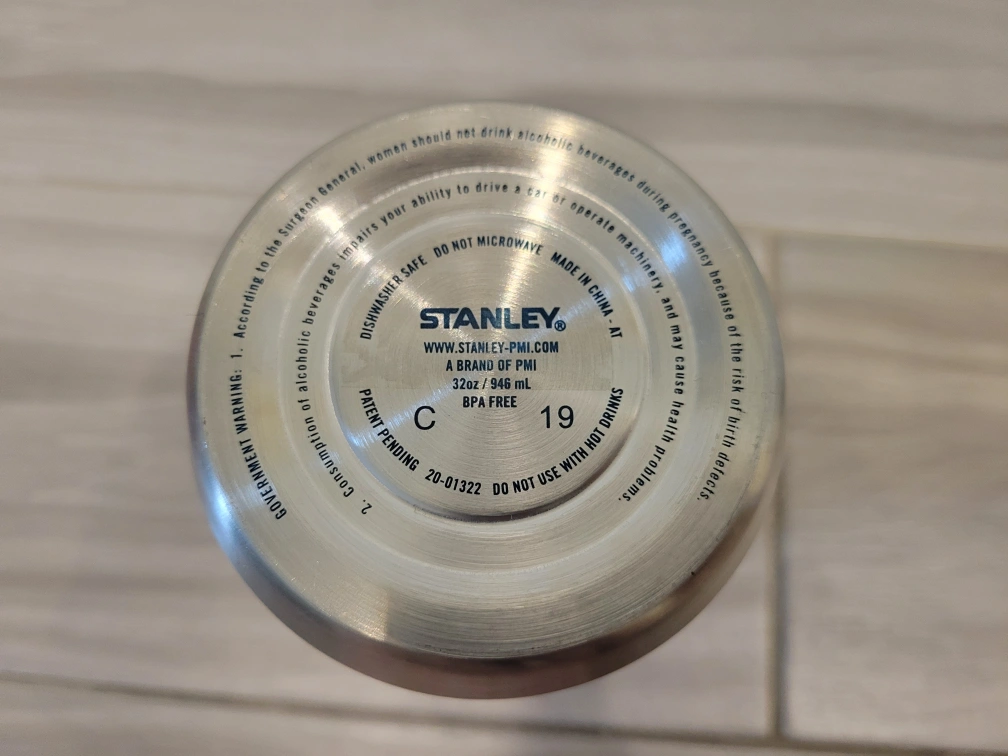 GOVERNMENT WARNING: 1. According to the Surgeon General, women should not drink alcoholic beverages during pregnancy because of the risk of birth defects.
2. Consumption of alcoholic beverages impairs your ability to drive a car or operate machinery, and may cause health problems.
DISHWASHER SAFE DO NOT MICROWAVE MADE IN CHINA - AT
STANLEY®
WWW.STANLEY-PMI.COM
A BRAND OF PMI
32oz / 946 mL
BPA FREE
C 19
PATENT PENDING 20-01322 DO NOT USE WITH HOT DRINKS